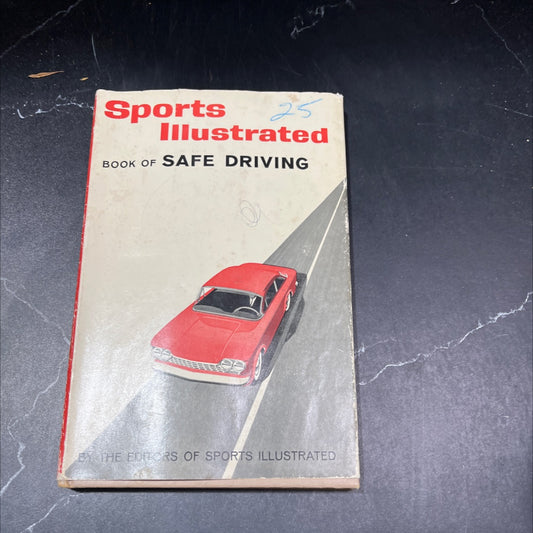 Sports
Illustrated
25
BOOK OF SAFE DRIVING
BY THE EDITORS OF SPORTS ILLUSTRATED